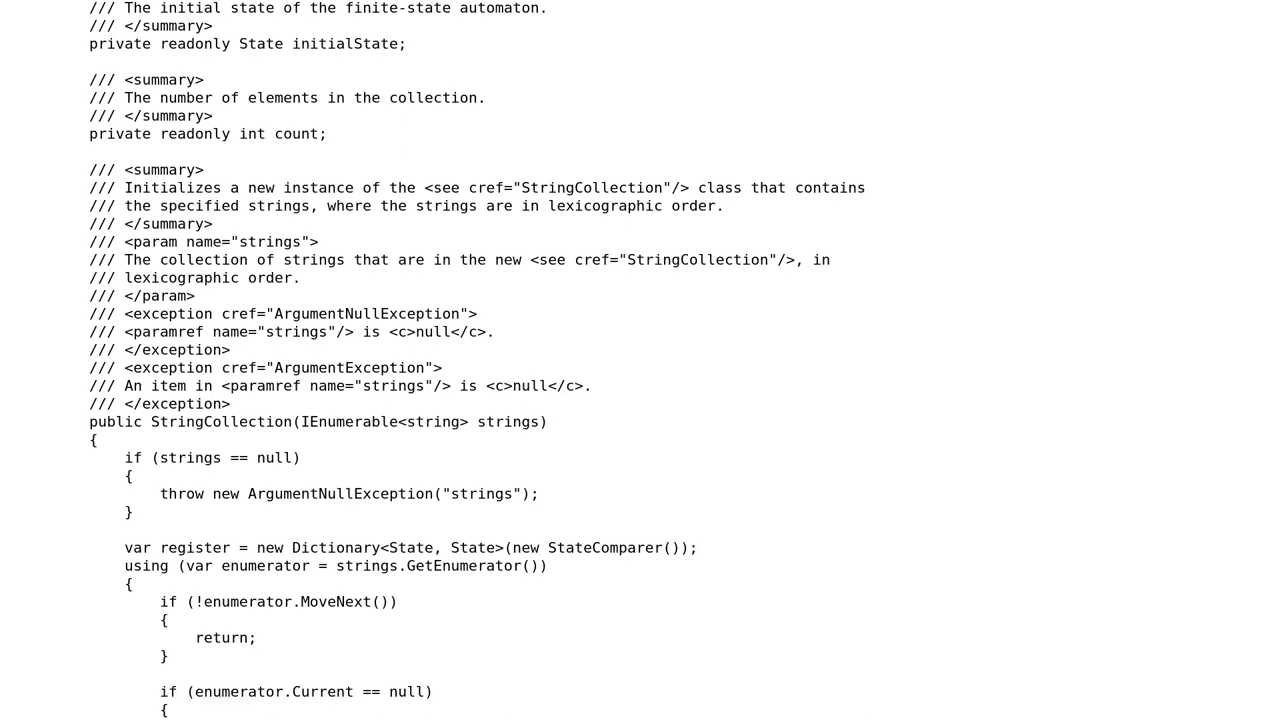 /// The initial state of the finite-state automaton.
/// </summary>
private readonly State initialState;
/// <summary>
/// The number of elements in the collection.
/// </summary>
private readonly int count;
/// <summary>
/// Initializes a new instance of the <see cref="StringCollection"/> class that contains
/// the specified strings, where the strings are in lexicographic order.
/// </summary>
/// <param name="strings">
/// The collection of strings that are in the new <see cref="StringCollection"/>, in
/// lexicographic order.
/// </param>
/// <exception cref="ArgumentNullException">
/// <paramref name="strings"/> is <c>null</c>.
/// </exception>
/// <exception cref="ArgumentException">
/// An item in <paramref name="strings"/> is <c>null</c>.
/// </exception>
public StringCollection(IEnumerable<string> strings)
{
if (strings == null)
{
throw new ArgumentNullException("strings");
}
var register = new Dictionary<State, State>(new StateComparer());
using (var enumerator = strings.GetEnumerator())
{
if (!enumerator.MoveNext())
{
return;
}
if (enumerator.Current == null)
{